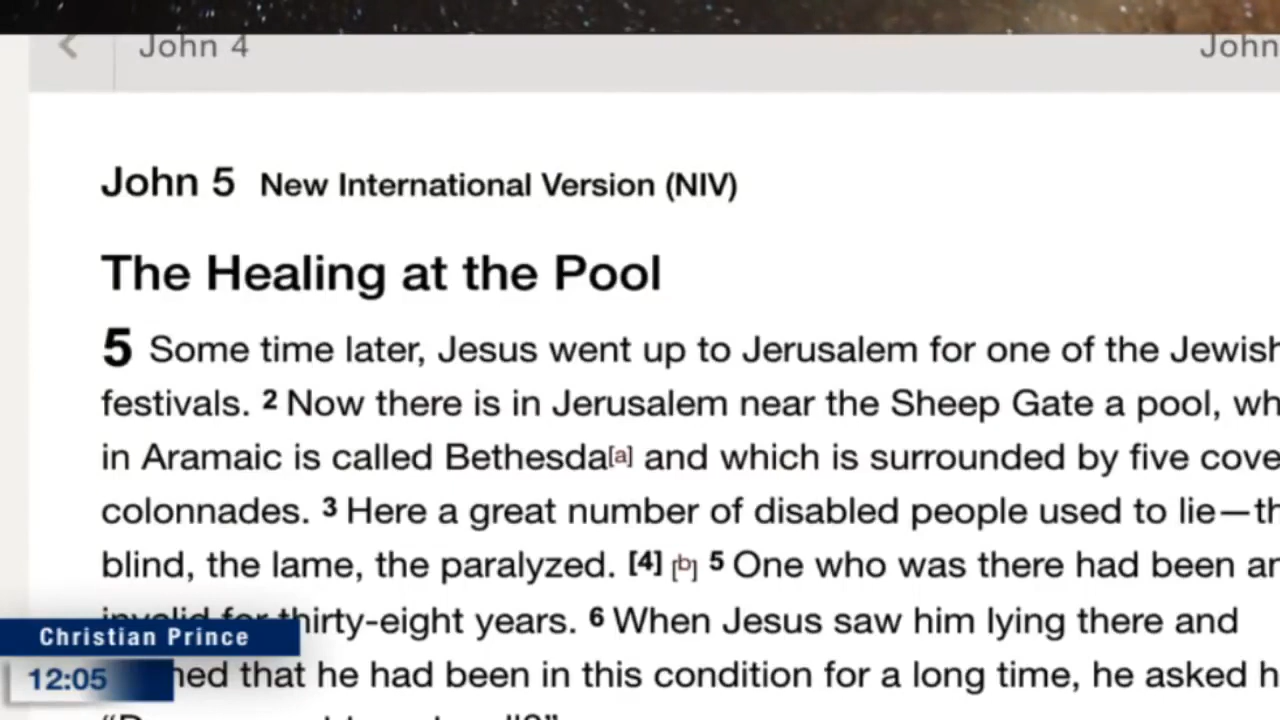 John 4
John
John 5 New International Version (NIV)
The Healing at the Pool
5 Some time later, Jesus went up to Jerusalem for one of the Jewish
festivals. 2 Now there is in Jerusalem near the Sheep Gate a pool, wh
in Aramaic is called Bethesda[a] and which is surrounded by five cove
colonnades. 3 Here a great number of disabled people used to lie—th
blind, the lame, the paralyzed. [4] [b] 5 One who was there had been an
invalid for thirty-eight years. 6 When Jesus saw him lying there and
Christian Prince
12:05
ned that he had been in this condition for a long time, he asked h